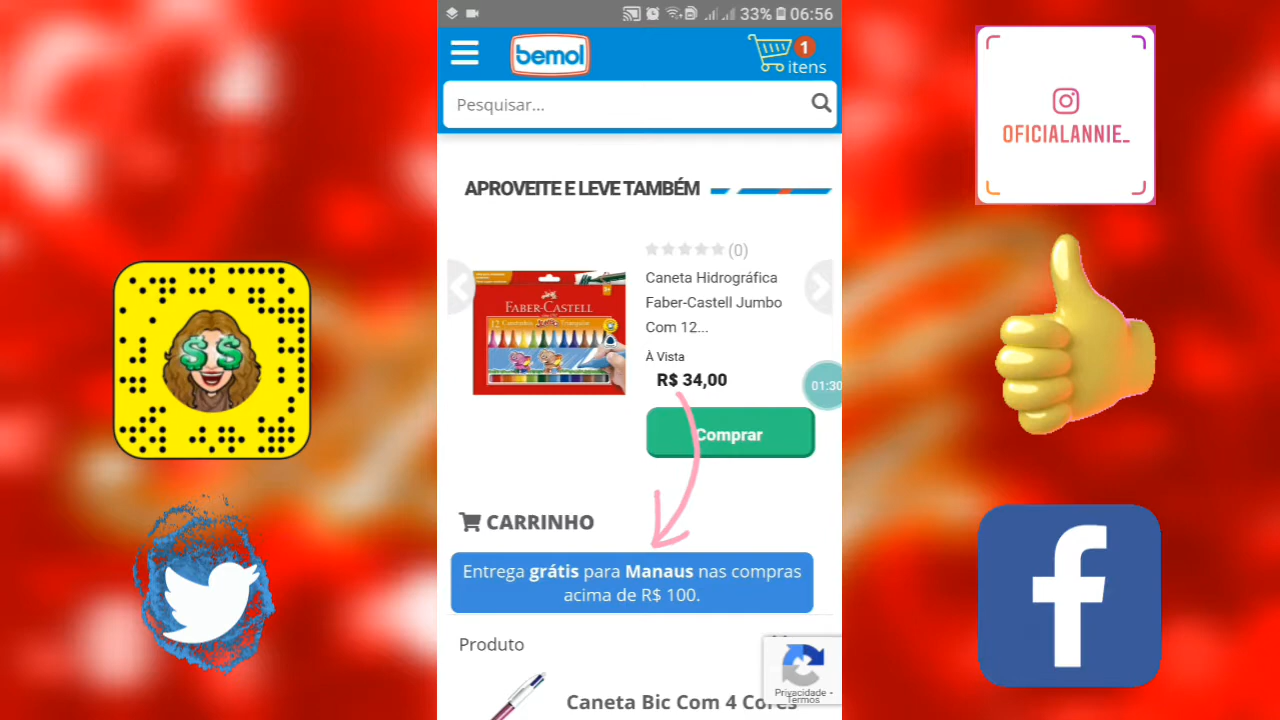 33% 06:56
bemol
1
itens
Pesquisar...
APROVEITE E LEVE TAMBÉM
(0)
Caneta Hidrográfica
Faber-Castell Jumbo
Com 12...
À Vista
R$ 34,00
Comprar
FABER-CASTELL
01:30
CARRINHO
Entrega grátis para Manaus nas compras
acima de R$ 100.
Produto
Caneta Bic Com 4 Cores
Privacidade -
Termos
OFICIALANNIE_